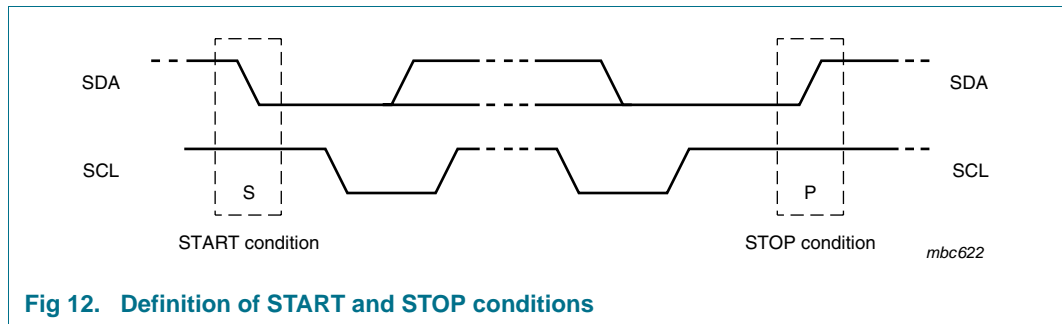 SDA
SDA
SCL
SCL
S
P
START condition
STOP condition
mbc622
Fig 12. Definition of START and STOP conditions